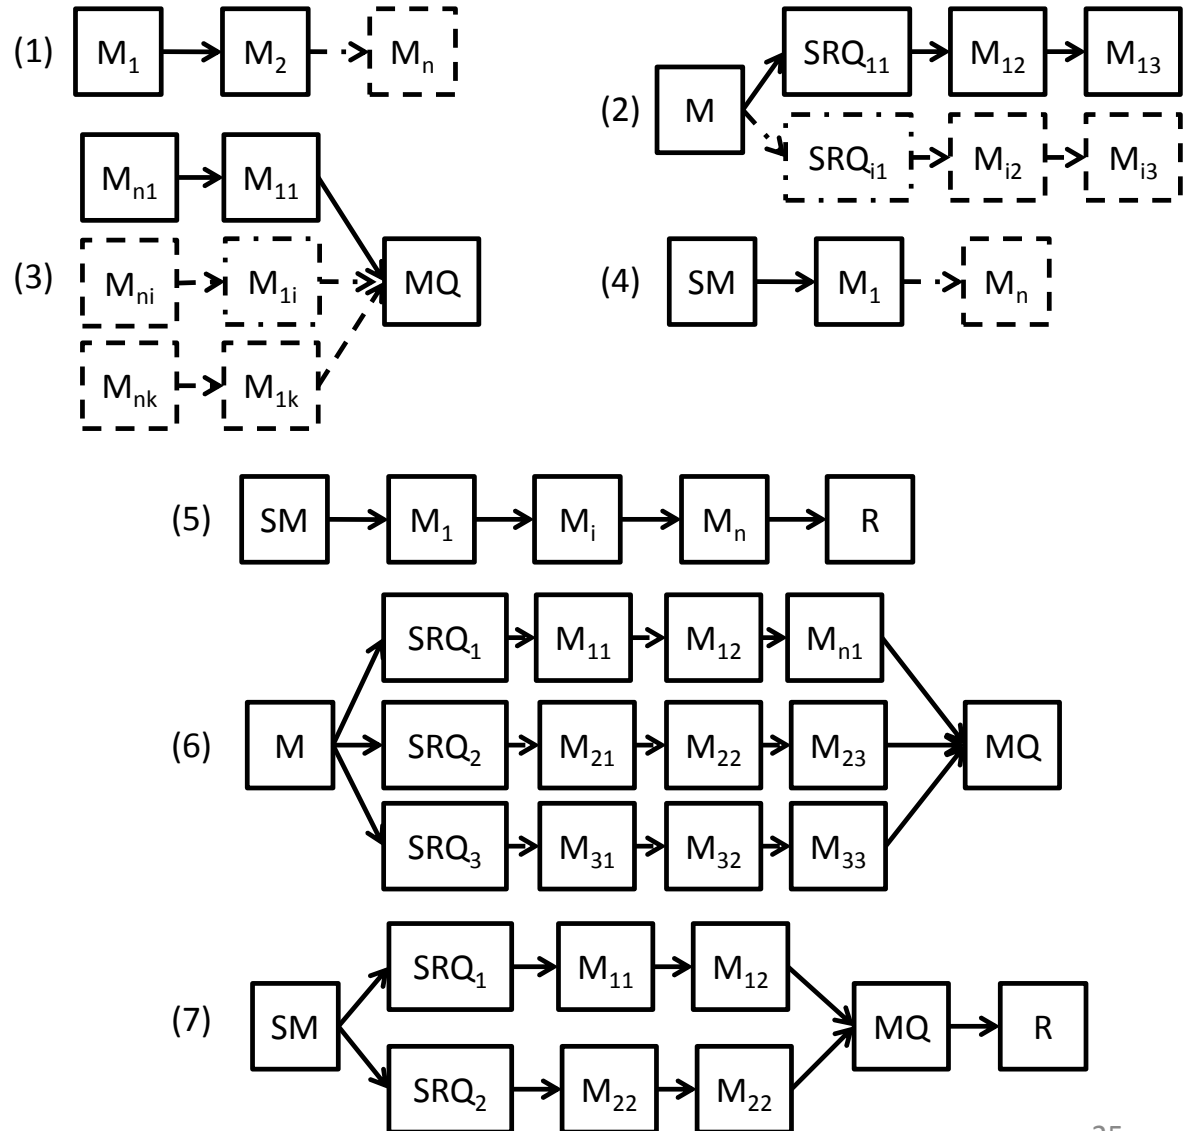 (1) M1 M2 Mn
(2) M SRQ11 M12 M13
SRQi1 Mi2 Mi3
(3) Mn1 M11
Mni M1i MQ
Mnk M1k
(4) SM M1 Mn
(5) SM M1 Mi Mn R
(6) M SRQ1 M11 M12 Mn1
SRQ2 M21 M22 M23 MQ
SRQ3 M31 M32 M33
(7) SM SRQ1 M11 M12 MQ R
SRQ2 M22 M22